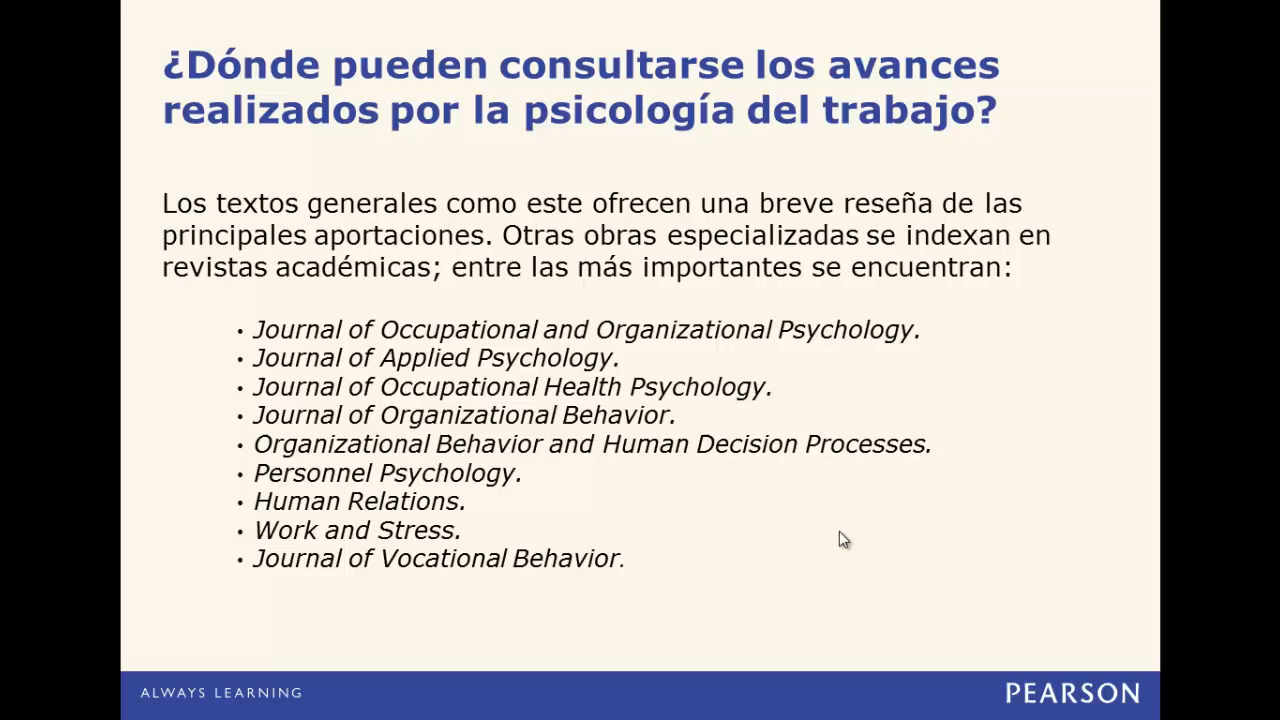 ¿Dónde pueden consultarse los avances
realizados por la psicología del trabajo?
Los textos generales como este ofrecen una breve reseña de las
principales aportaciones. Otras obras especializadas se indexan en
revistas académicas; entre las más importantes se encuentran:
• Journal of Occupational and Organizational Psychology.
• Journal of Applied Psychology.
• Journal of Occupational Health Psychology.
• Journal of Organizational Behavior.
• Organizational Behavior and Human Decision Processes.
• Personnel Psychology.
• Human Relations.
• Work and Stress.
• Journal of Vocational Behavior.
ALWAYS LEARNING
PEARSON